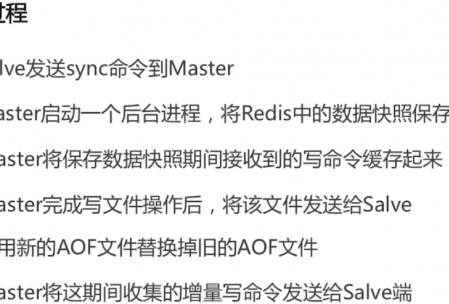 过程
lve发送sync命令到Master
aster启动一个后台进程，将Redis中的数据快照保存
aster将保存数据快照期间接收到的写命令缓存起来
aster完成写文件操作后，将该文件发送给Salve
用新的AOF文件替换掉旧的AOF文件
aster将这期间收集的增量写命令发送给Salve端